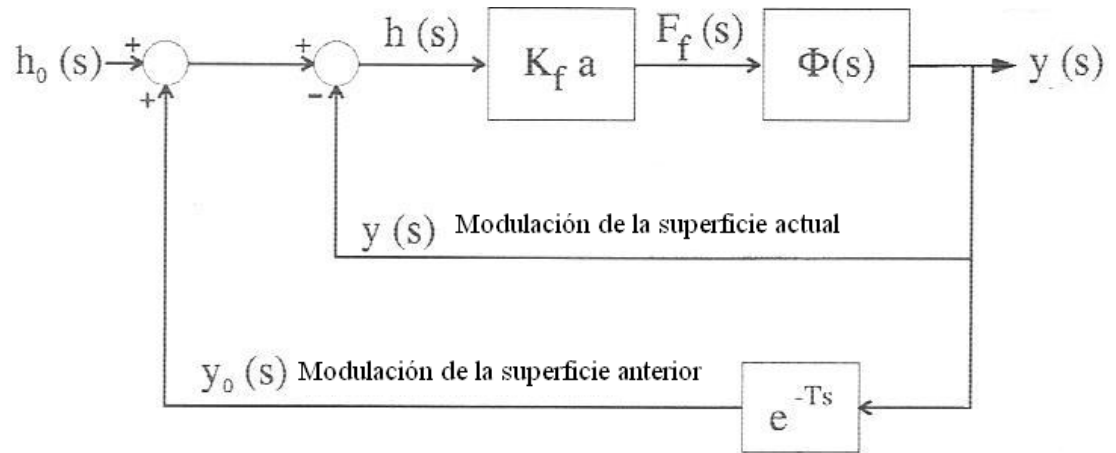 h₀ (s)
+
+
+
-
h (s)
K_f a
F_f (s)
Φ(s)
y (s)
y (s) Modulación de la superficie actual
y₀ (s) Modulación de la superficie anterior
e^-Ts